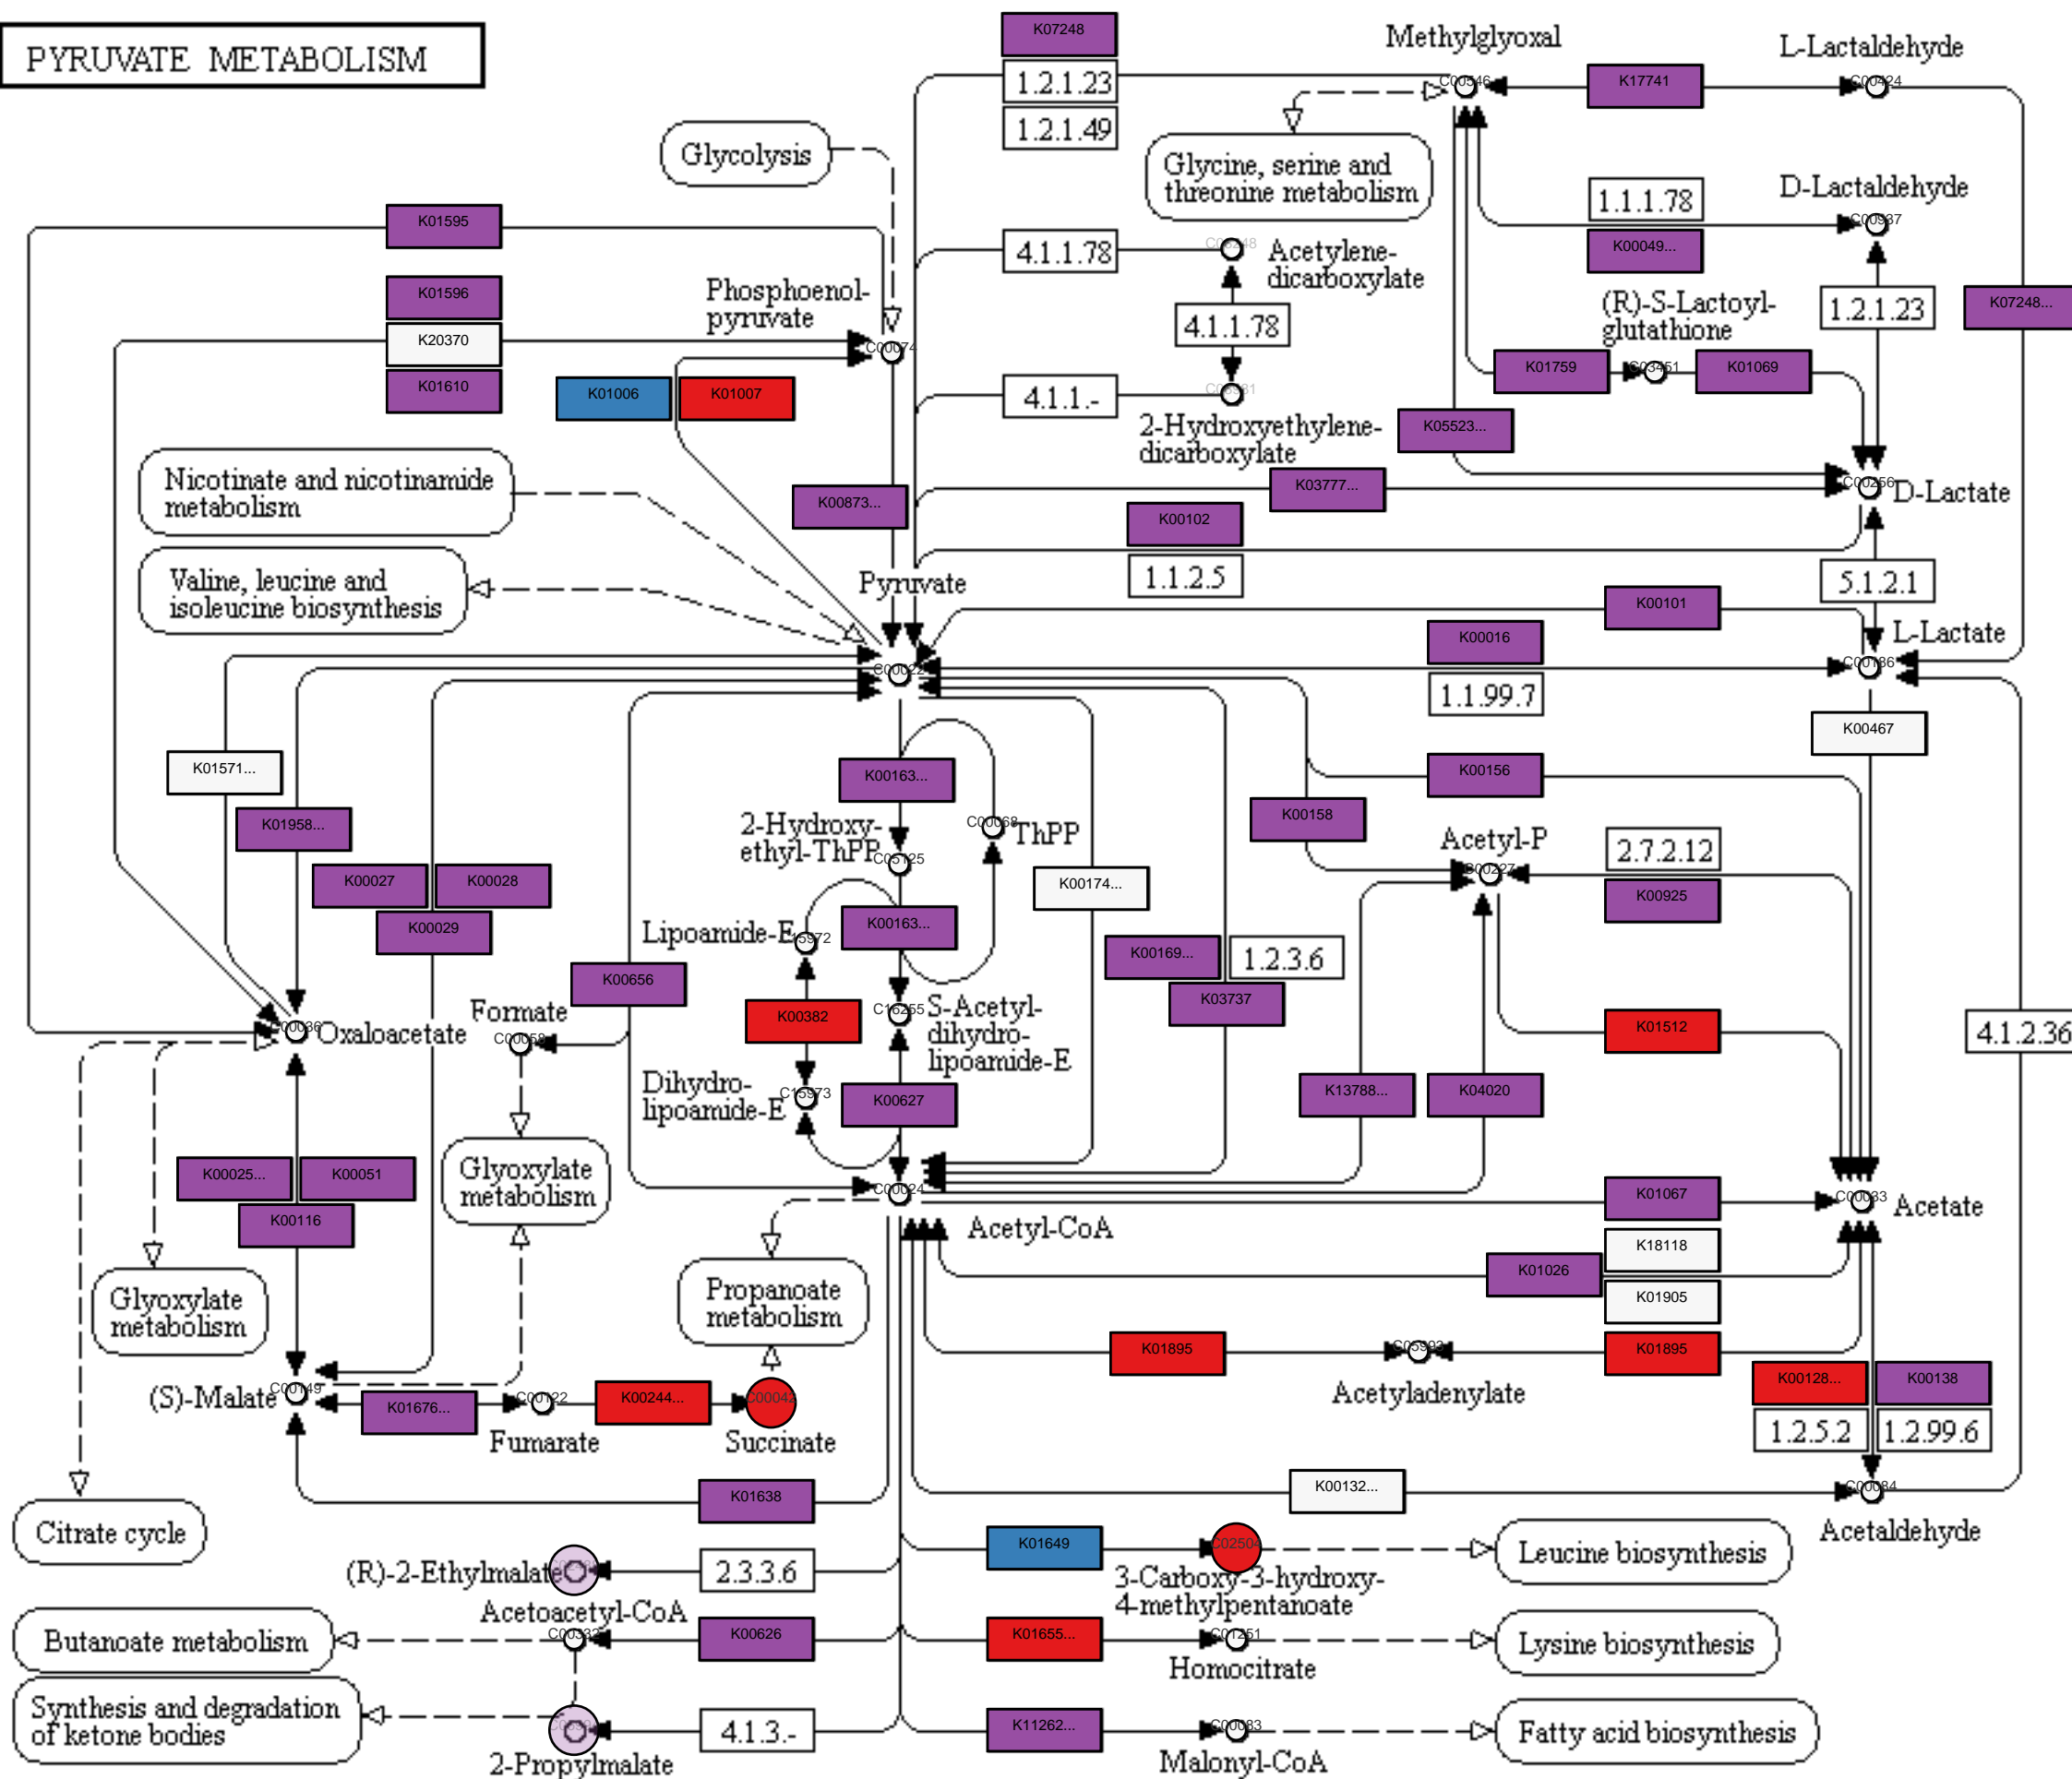 PYRUVATE METABOLISM
K07248
1.2.1.23
1.2.1.49
Methylglyoxal
C00546
K17741
L-Lactaldehyde
C00424
Glycolysis
Glycine, serine and
threonine metabolism
1.1.1.78
K00049...
D-Lactaldehyde
C00937
K01595
K01596
K20370
K01610
Phosphoenol-
pyruvate
C00074
4.1.1.78
Acetylene-
dicarboxylate
4.1.1.78
4.1.1.-
2-Hydroxyethylene-
dicarboxylate
(R)-S-Lactoyl-
glutathione
1.2.1.23
K07248...
K01759
C03451
K01069
K01006
K01007
K05523...
Nicotinate and nicotinamide
metabolism
K00873...
K03777...
C00256
D-Lactate
K00102
1.1.2.5
Valine, leucine and
isoleucine biosynthesis
Pyruvate
5.1.2.1
K00101
K00016
1.1.99.7
L-Lactate
C00186
C00022
K00467
K01571...
K01958...
K00163...
K00156
K00158
2-Hydroxy-
ethyl-ThPP
C05125
C00068
ThPP
Acetyl-P
C00227
2.7.2.12
K00925
K00027
K00028
K00029
K00174...
Lipoamide-E
C15972
K00163...
K00169...
1.2.3.6
K03737
K00656
Formate
C00058
K00382
C16255
S-Acetyl-
dihydro-
lipoamide-E
K01512
4.1.2.36
C00036
Oxaloacetate
Dihydro-
lipoamide-E
C15973
K00627
K13788...
K04020
K00025...
K00051
K00116
Glyoxylate
metabolism
C00024
Acetyl-CoA
K01067
C00033
Acetate
K18118
K01026
K01905
Glyoxylate
metabolism
Propanoate
metabolism
K01895
C05993
Acetyladenylate
K01895
K00128...
K00138
1.2.5.2
1.2.99.6
(S)-Malate
C00149
K01676...
C00122
Fumarate
K00244...
C00042
Succinate
K01638
K00132...
C00084
Acetaldehyde
Citrate cycle
K01649
C02504
3-Carboxy-3-hydroxy-
4-methylpentanoate
Leucine biosynthesis
(R)-2-Ethylmalate
2.3.3.6
Acetoacetyl-CoA
C00332
K00626
Butanoate metabolism
K01655...
C01251
Homocitrate
Lysine biosynthesis
Synthesis and degradation
of ketone bodies
4.1.3.-
2-Propylmalate
K11262...
C00083
Malonyl-CoA
Fatty acid biosynthesis